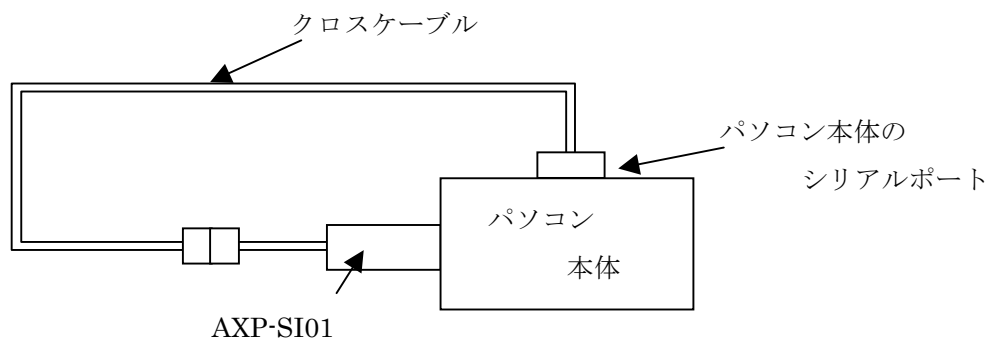 クロスケーブル
パソコン本体の
シリアルポート
パソコン
本体
AXP-SI01